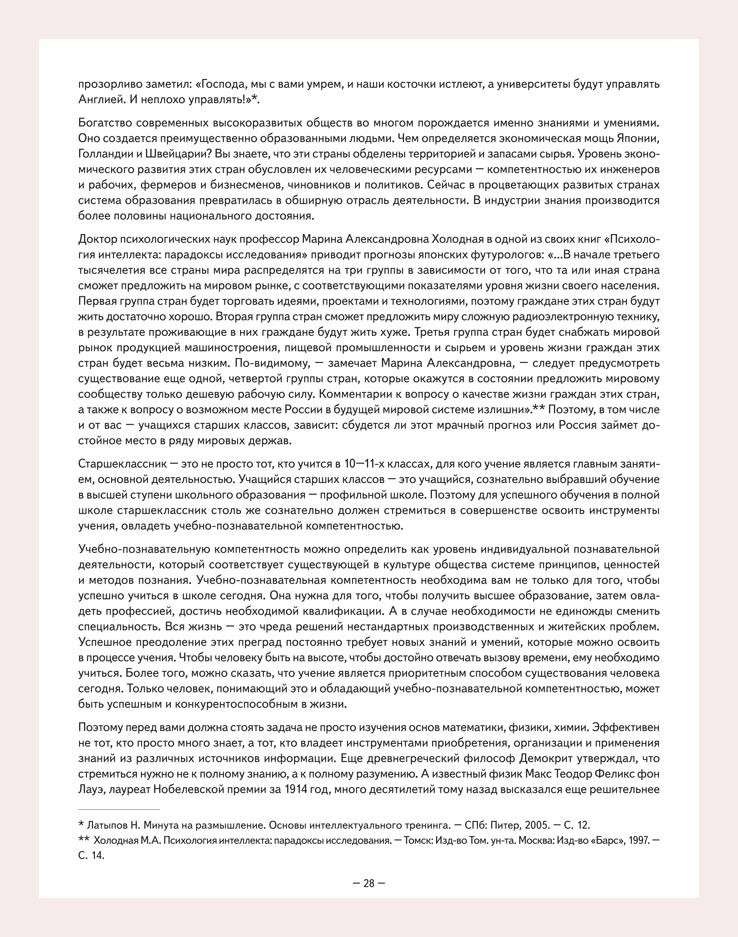 прозорливо заметил: «Господа, мы с вами умрем, и наши косточки истлеют, а университеты будут управлять
Англией. И неплохо управлять!»*.
Богатство современных высокоразвитых обществ во многом порождается именно знаниями и умениями.
Оно создается преимущественно образованными людьми. Чем определяется экономическая мощь Японии,
Голландии и Швейцарии? Вы знаете, что эти страны обделены территорией и запасами сырья. Уровень эконо-
мического развития этих стран обусловлен их человеческими ресурсами — компетентностью их инженеров
и рабочих, фермеров и бизнесменов, чиновников и политиков. Сейчас в процветающих развитых странах
система образования превратилась в обширную отрасль деятельности. В индустрии знания производится
более половины национального достояния.
Доктор психологических наук профессор Марина Александровна Холодная в одной из своих книг «Психоло-
гия интеллекта: парадоксы исследования» приводит прогнозы японских футурологов: «...В начале третьего
тысячелетия все страны мира распределятся на три группы в зависимости от того, что та или иная страна
сможет предложить на мировом рынке, с соответствующими показателями уровня жизни своего населения.
Первая группа стран будет торговать идеями, проектами и технологиями, поэтому граждане этих стран будут
жить достаточно хорошо. Вторая группа стран сможет предложить миру сложную радиоэлектронную технику,
в результате проживающие в них граждане будут жить хуже. Третья группа стран будет снабжать мировой
рынок продукцией машиностроения, пищевой промышленности и сырьем и уровень жизни граждан этих
стран будет весьма низким. По-видимому, — замечает Марина Александровна, — следует предусмотреть
существование еще одной, четвертой группы стран, которые окажутся в состоянии предложить мировому
сообществу только дешевую рабочую силу. Комментарии к вопросу о качестве жизни граждан этих стран,
а также к вопросу о возможном месте России в будущей мировой системе излишни».** Поэтому, в том числе
и от вас — учащихся старших классов, зависит: сбудется ли этот мрачный прогноз или Россия займет до-
стойное место в ряду мировых держав.
Старшеклассник — это не просто тот, кто учится в 10—11-х классах, для кого учение является главным заняти-
ем, основной деятельностью. Учащийся старших классов — это учащийся, сознательно выбравший обучение
в высшей ступени школьного образования — профильной школе. Поэтому для успешного обучения в полной
школе старшеклассник столь же сознательно должен стремиться в совершенстве освоить инструменты
учения, овладеть учебно-познавательной компетентностью.
Учебно-познавательную компетентность можно определить как уровень индивидуальной познавательной
деятельности, который соответствует существующей в культуре общества системе принципов, ценностей
и методов познания. Учебно-познавательная компетентность необходима вам не только для того, чтобы
успешно учиться в школе сегодня. Она нужна для того, чтобы получить высшее образование, затем овла-
деть профессией, достичь необходимой квалификации. А в случае необходимости не единожды сменить
специальность. Вся жизнь — это чреда решений нестандартных производственных и житейских проблем.
Успешное преодоление этих преград постоянно требует новых знаний и умений, которые можно освоить
в процессе учения. Чтобы человеку быть на высоте, чтобы достойно отвечать вызову времени, ему необходимо
учиться. Более того, можно сказать, что учение является приоритетным способом существования человека
сегодня. Только человек, понимающий это и обладающий учебно-познавательной компетентностью, может
быть успешным и конкурентоспособным в жизни.
Поэтому перед вами должна стоять задача не просто изучения основ математики, физики, химии. Эффективен
не тот, кто просто много знает, а тот, кто владеет инструментами приобретения, организации и применения
знаний из различных источников информации. Еще древнегреческий философ Демокрит утверждал, что
стремиться нужно не к полному знанию, а к полному разумению. А известный физик Макс Теодор Феликс фон
Лауэ, лауреат Нобелевской премии за 1914 год, много десятилетий тому назад высказался еще решительнее
* Латыпов Н. Минута на размышление. Основы интеллектуального тренинга. — СПб: Питер, 2005. — С. 12.
** Холодная М.А. Психология интеллекта: парадоксы исследования. — Томск: Изд-во Том. ун-та. Москва: Изд-во «Барс», 1997. —
С. 14.
— 28 —